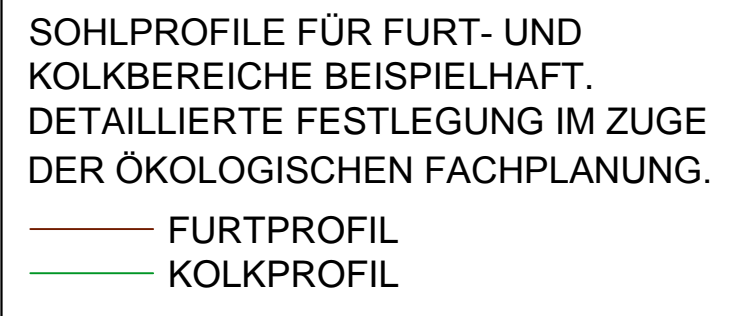 SOHLPROFILE FÜR FURT- UND
KOLKBEREICHE BEISPIELHAFT.
DETAILLIERTE FESTLEGUNG IM ZUGE
DER ÖKOLOGISCHEN FACHPLANUNG.
FURTPROFIL
KOLKPROFIL